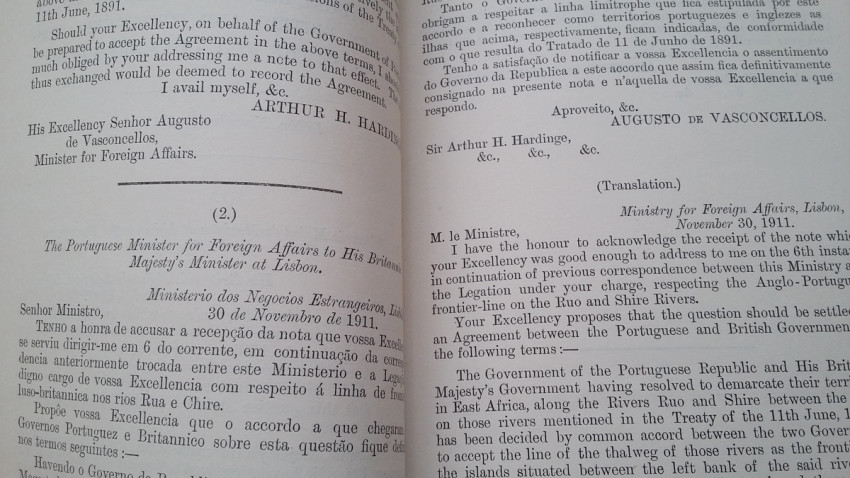 11th June, 1891.
Should your Excellency, on behalf of the Government of
be prepared to accept the Agreement in the above terms, I
much obliged by your addressing me a note to that effect. The
thus exchanged would be deemed to record the Agreement.
I avail myself, &c.
ARTHUR H. HARDINGE
His Excellency Senhor Augusto
de Vasconcellos,
Minister for Foreign Affairs.
(2.)
The Portuguese Minister for Foreign Affairs to His Britannic
Majesty's Minister at Lisbon.
Ministerio dos Negocios Estrangeiros,
Senhor Ministro, 30 de Novembro de 1911.
TENHO a honra de accusar a recepção da nota que vossa
se serviu dirigir-me em 6 do corrente, em continuação da
dencia anteriormente trocada entre este Ministerio e a
digno cargo de vossa Excellencia com respeito á linha de
luso-britannica nos rios Rua e Chire.
Propõe vossa Excellencia que o accordo a que chegaram
Governos Portuguez e Britannico sobre esta questão fique
nos termos seguintes :—
Havendo o Governo da
Tanto o
obrigam a respeitar a linha limitrophe que fica estipulada por este
accordo e a reconhecer como territorios portuguezes e inglezes as
ilhas que acima, respectivamente, ficam indicadas, de conformidade
com o que resulta do Tratado de 11 de Junho de 1891.
Tenho a satisfação de notificar a vossa Excellencia o assentimento
do Governo da Republica a este accordo que assim fica definitivamente
consignado na presente nota e n'aquella de vossa Excellencia a que
respondo.
Aproveito, &c.
AUGUSTO DE VASCONCELLOS.
Sir Arthur H. Hardinge,
&c., &c., &c.
(Translation.)
Ministry for Foreign Affairs, Lisbon,
M. le Ministre, November 30, 1911.
I have the honour to acknowledge the receipt of the note
your Excellency was good enough to address to me on the 6th
in continuation of previous correspondence between this Ministry
the Legation under your charge, respecting the
frontier-line on the Ruo and Shire Rivers.
Your Excellency proposes that the question should be settled
an Agreement between the Portuguese and British
the following terms :—
The Government of the Portuguese Republic and His
Majesty's Government having resolved to demarcate their
in East Africa, along the Rivers Ruo and Shire between the
on those rivers mentioned in the Treaty of the 11th June,
has been decided by common accord between the two
to accept the line of the thalweg of those rivers as the
the islands situated between the left bank of the said